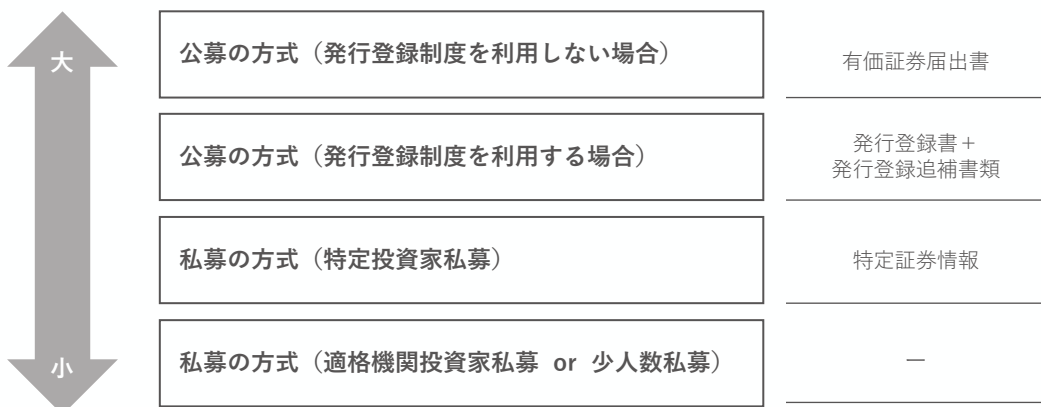 大
公募の方式（発行登録制度を利用しない場合）
有価証券届出書
公募の方式（発行登録制度を利用する場合）
発行登録書＋
発行登録追補書類
私募の方式（特定投資家私募）
特定証券情報
小
私募の方式（適格機関投資家私募 or 少人数私募）
―